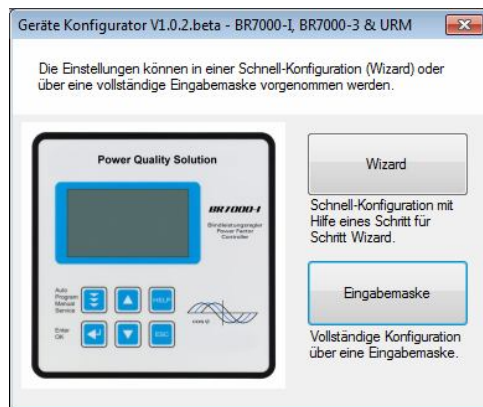 Geräte Konfigurator V1.0.2.beta - BR7000-I, BR7000-3 & URM
Die Einstellungen können in einer Schnell-Konfiguration (Wizard) oder
über eine vollständige Eingabemaske vorgenommen werden.
Power Quality Solution
BR7000-I
Blindleistungsregler
Power Factor
Controller
Auto
Program
Manual
Service
HELP
Enter
OK
ESC
Wizard
Schnell-Konfiguration mit
Hilfe eines Schritt für
Schritt Wizard.
Eingabemaske
Vollständige Konfiguration
über eine Eingabemaske.